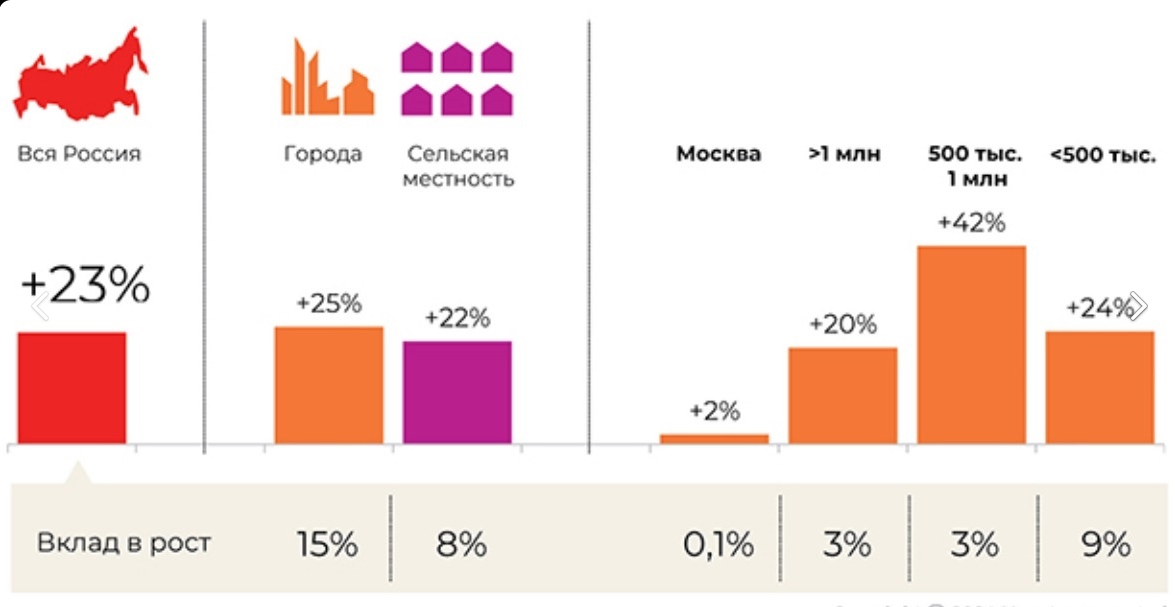 Вся Россия
Города
Сельская
местность
Москва
>1 млн
500 тыс.
1 млн
<500 тыс.
+23%
+25%
+22%
+2%
+20%
+42%
+24%
Вклад в рост
15%
8%
0,1%
3%
3%
9%